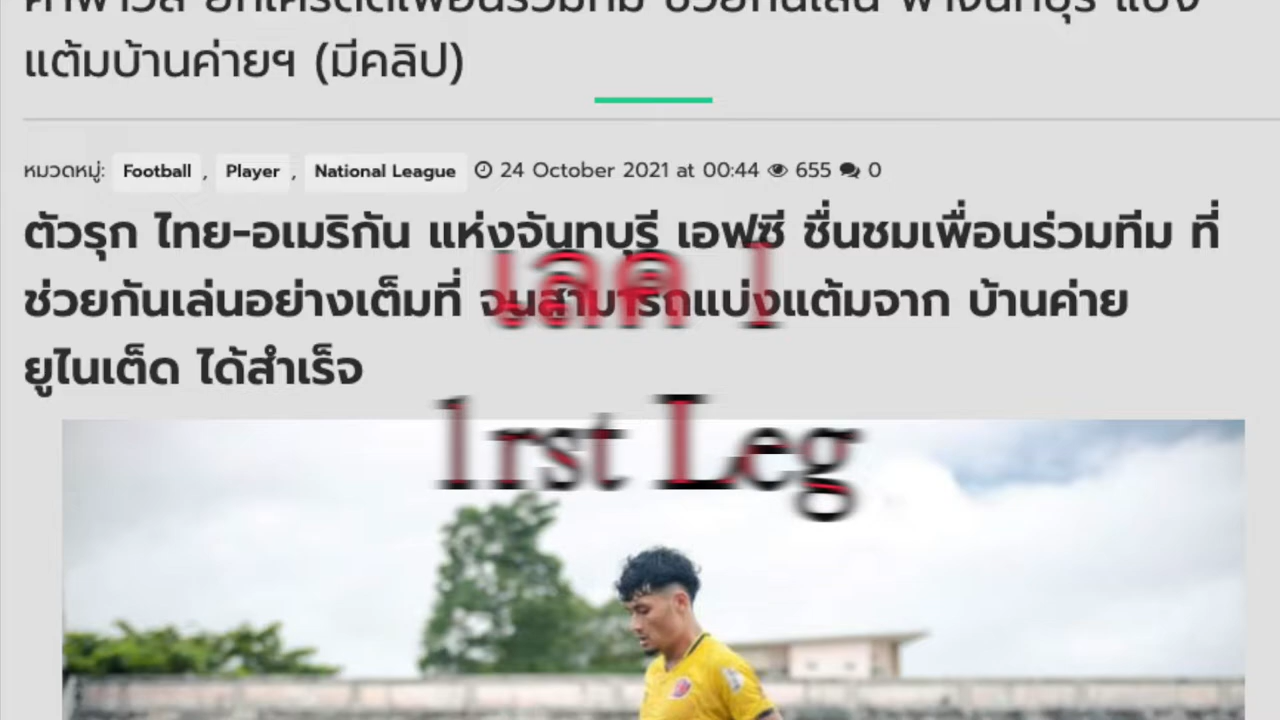 แต้มบ้านค่ายฯ (มีคลิป)
หมวดหมู่: Football , Player , National League 24 October 2021 at 00:44 655 0
ตัวรุก ไทย-อเมริกัน แห่งจันทบุรี เอฟซี ชื่นชมเพื่อนร่วมทีม ที่
เลค 1
ช่วยกันเล่นอย่างเต็มที่ จนสามารถแบ่งแต้มจาก บ้านค่าย
ยูไนเต็ด ได้สำเร็จ
1rst Leg